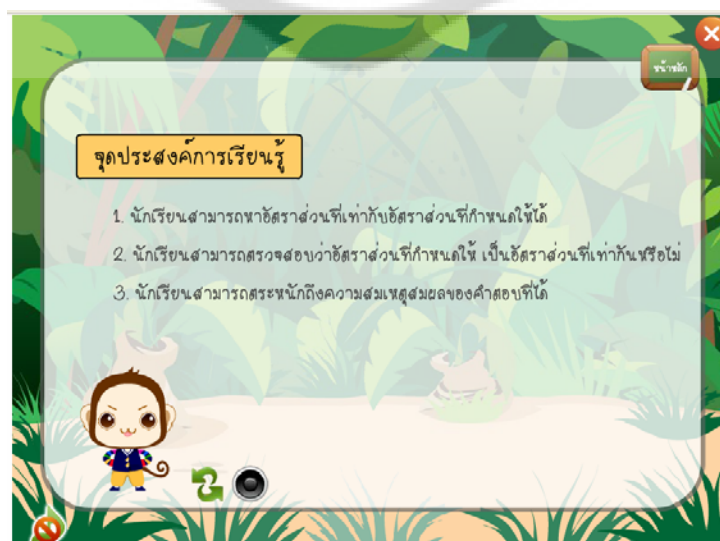 หน้าหลัก
จุดประสงค์การเรียนรู้
1. นักเรียนสามารถหาอัตราส่วนที่เท่ากับอัตราส่วนที่กำหนดให้ได้
2. นักเรียนสามารถตรวจสอบว่าอัตราส่วนที่กำหนดให้ เป็นอัตราส่วนที่เท่ากันหรือไม่
3. นักเรียนสามารถตระหนักถึงความสมเหตุสมผลของคำตอบที่ได้